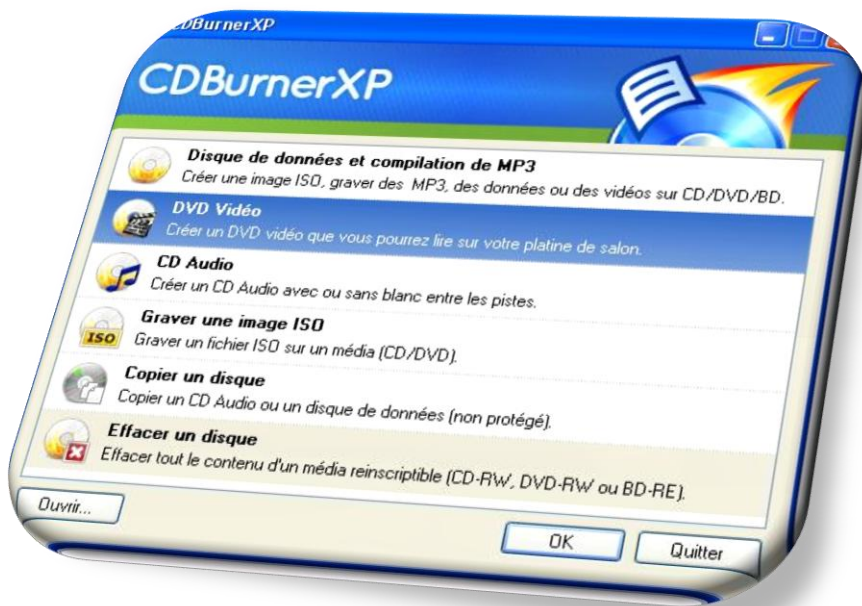 CDBurnerXP
CDBurnerXP
Disque de données et compilation de MP3
Créer une image ISO, graver des MP3, des données ou des vidéos sur CD/DVD/BD.
DVD Vidéo
Créer un DVD vidéo que vous pourrez lire sur votre platine de salon.
CD Audio
Créer un CD Audio avec ou sans blanc entre les pistes.
Graver une image ISO
ISO
Graver un fichier ISO sur un média (CD/DVD).
Copier un disque
Copier un CD Audio ou un disque de données (non protégé).
Effacer un disque
Effacer tout le contenu d'un média reinscriptible (CD-RW, DVD-RW ou BD-RE).
Ouvrir...
OK
Quitter